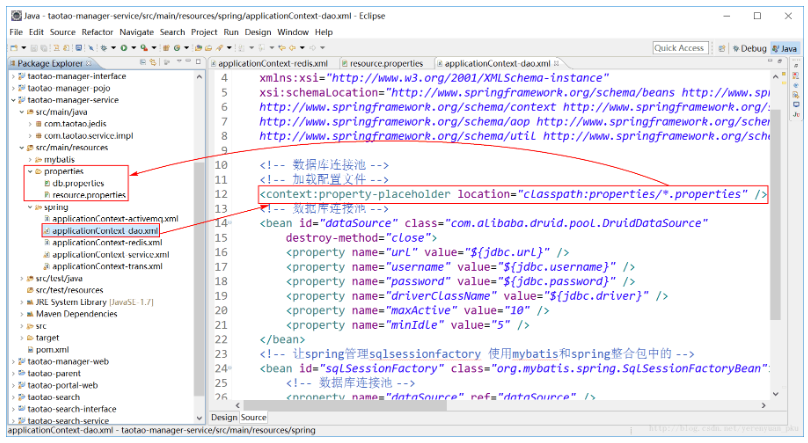 Java - taotao-manager-service/src/main/resources/spring/applicationContext-dao.xml - Eclipse
File Edit Source Refactor Navigate Search Project Run Design Window Help
Quick Access
Debug
Java
Package Explorer
applicationContext-redis.xml
resource.properties
applicationContext-dao.xml
taotao-manager-interface
taotao-manager-pojo
taotao-manager-service
src/main/java
com.taotao.jedis
com.taotao.service.impl
src/main/resources
mybatis
properties
db.properties
resource.properties
spring
applicationContext-activemq.xml
applicationContext-dao.xml
applicationContext-redis.xml
applicationContext-service.xml
applicationContext-trans.xml
src/test/java
src/test/resources
JRE System Library [JavaSE-1.7]
Maven Dependencies
src
target
pom.xml
taotao-manager-web
taotao-parent
taotao-portal-web
taotao-search
taotao-search-interface
taotao-search-service
4 xmlns:xsi="http://www.w3.org/2001/XMLSchema-instance"
5 xsi:schemaLocation="http://www.springframework.org/schema/beans http://www.spr
6 http://www.springframework.org/schema/context http://www.springframework.org/
7 http://www.springframework.org/schema/aop http://www.springframework.org/sche
8 http://www.springframework.org/schema/util http://www.springframework.org/sch
9
10 <!-- 数据库连接池 -->
11 <!-- 加载配置文件 -->
12 <context:property-placeholder location="classpath:properties/*.properties" />
13 <!-- 数据库连接池 -->
14 <bean id="dataSource" class="com.alibaba.druid.pool.DruidDataSource"
15 destroy-method="close">
16 <property name="url" value="${jdbc.url}" />
17 <property name="username" value="${jdbc.username}" />
18 <property name="password" value="${jdbc.password}" />
19 <property name="driverClassName" value="${jdbc.driver}" />
20 <property name="maxActive" value="10" />
21 <property name="minIdle" value="5" />
22 </bean>
23 <!-- 让spring管理sqlsessionfactory 使用mybatis和spring整合包中的 -->
24 <bean id="sqlSessionFactory" class="org.mybatis.spring.SqlSessionFactoryBean"
25 <!-- 数据库连接池 -->
26 <property name="dataSource" ref="dataSource" />
Design Source
applicationContext-dao.xml - taotao-manager-service/src/main/resources/spring